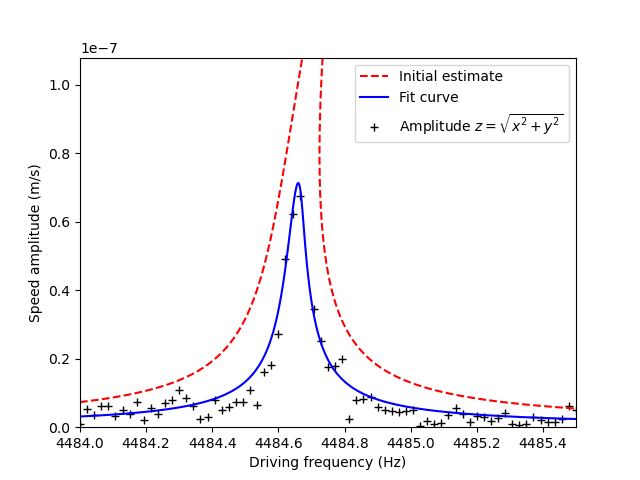 1e−7
Initial estimate
Fit curve
Amplitude z = √x² + y²
Speed amplitude (m/s)
1.0
0.8
0.6
0.4
0.2
0.0
4484.0 4484.2 4484.4 4484.6 4484.8 4485.0 4485.2 4485.4
Driving frequency (Hz)